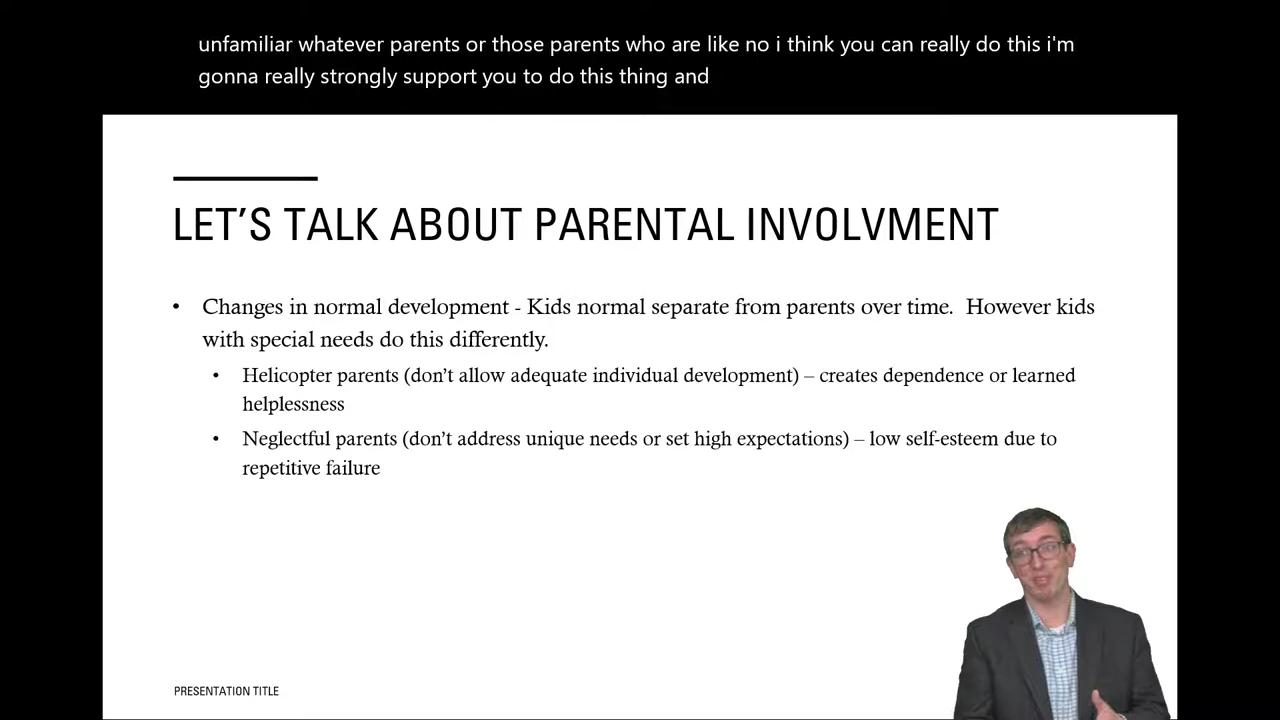 unfamiliar whatever parents or those parents who are like no i think you can really do this i'm
gonna really strongly support you to do this thing and
LET’S TALK ABOUT PARENTAL INVOLVMENT
• Changes in normal development - Kids normal separate from parents over time.  However kids
with special needs do this differently.
• Helicopter parents (don’t allow adequate individual development) – creates dependence or learned
helplessness
• Neglectful parents (don’t address unique needs or set high expectations) – low self-esteem due to
repetitive failure
PRESENTATION TITLE